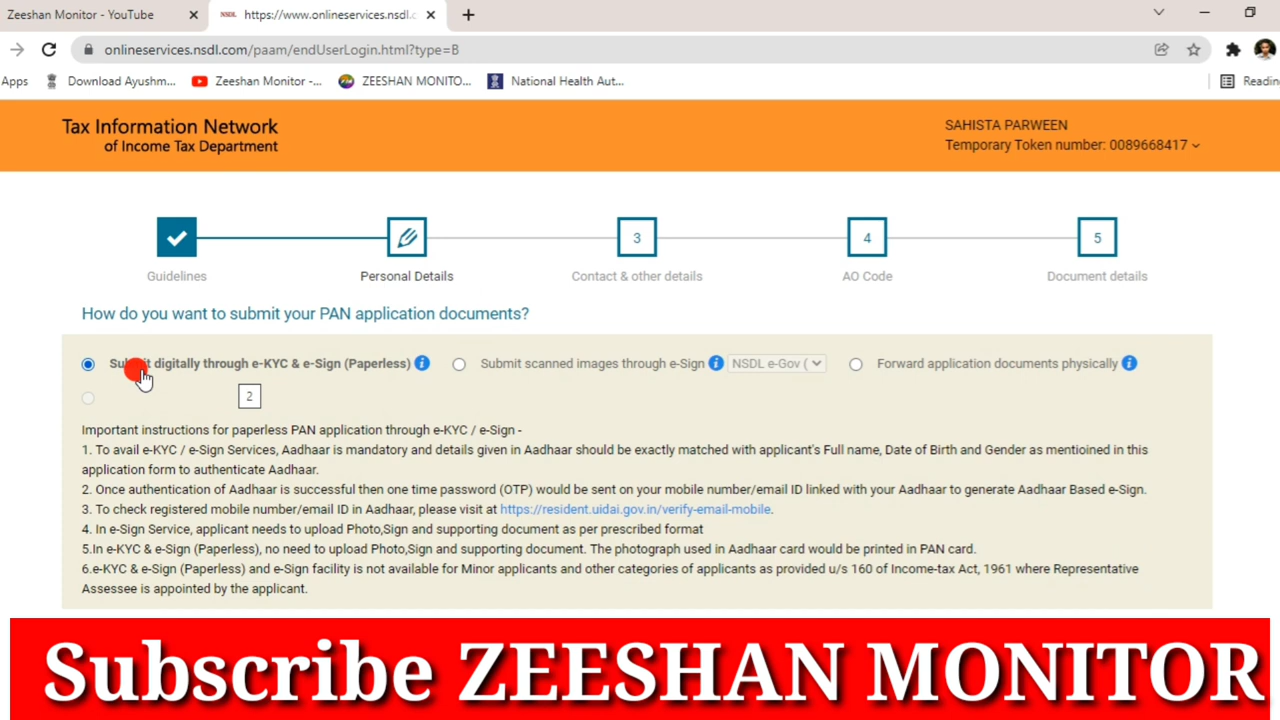 Zeeshan Monitor - YouTube
NSDL https://www.onlineservices.nsdl.c
onlineservices.nsdl.com/paam/endUserLogin.html?type=B
Apps Download Ayushm... Zeeshan Monitor -... ZEESHAN MONITO... National Health Aut... Readin
Tax Information Network
of Income Tax Department
SAHISTA PARWEEN
Temporary Token number: 0089668417
3 4 5
Guidelines Personal Details Contact & other details AO Code Document details
How do you want to submit your PAN application documents?
Submit digitally through e-KYC & e-Sign (Paperless) i Submit scanned images through e-Sign i NSDL e-Gov ( Forward application documents physically i
2
Important instructions for paperless PAN application through e-KYC / e-Sign -
1. To avail e-KYC / e-Sign Services, Aadhaar is mandatory and details given in Aadhaar should be exactly matched with applicant's Full name, Date of Birth and Gender as mentioined in this
application form to authenticate Aadhaar.
2. Once authentication of Aadhaar is successful then one time password (OTP) would be sent on your mobile number/email ID linked with your Aadhaar to generate Aadhaar Based e-Sign.
3. To check registered mobile number/email ID in Aadhaar, please visit at https://resident.uidai.gov.in/verify-email-mobile.
4. In e-Sign Service, applicant needs to upload Photo,Sign and supporting document as per prescribed format
5.In e-KYC & e-Sign (Paperless), no need to upload Photo,Sign and supporting document. The photograph used in Aadhaar card would be printed in PAN card.
6.e-KYC & e-Sign (Paperless) and e-Sign facility is not available for Minor applicants and other categories of applicants as provided u/s 160 of Income-tax Act, 1961 where Representative
Assessee is appointed by the applicant.
Subscribe ZEESHAN MONITOR